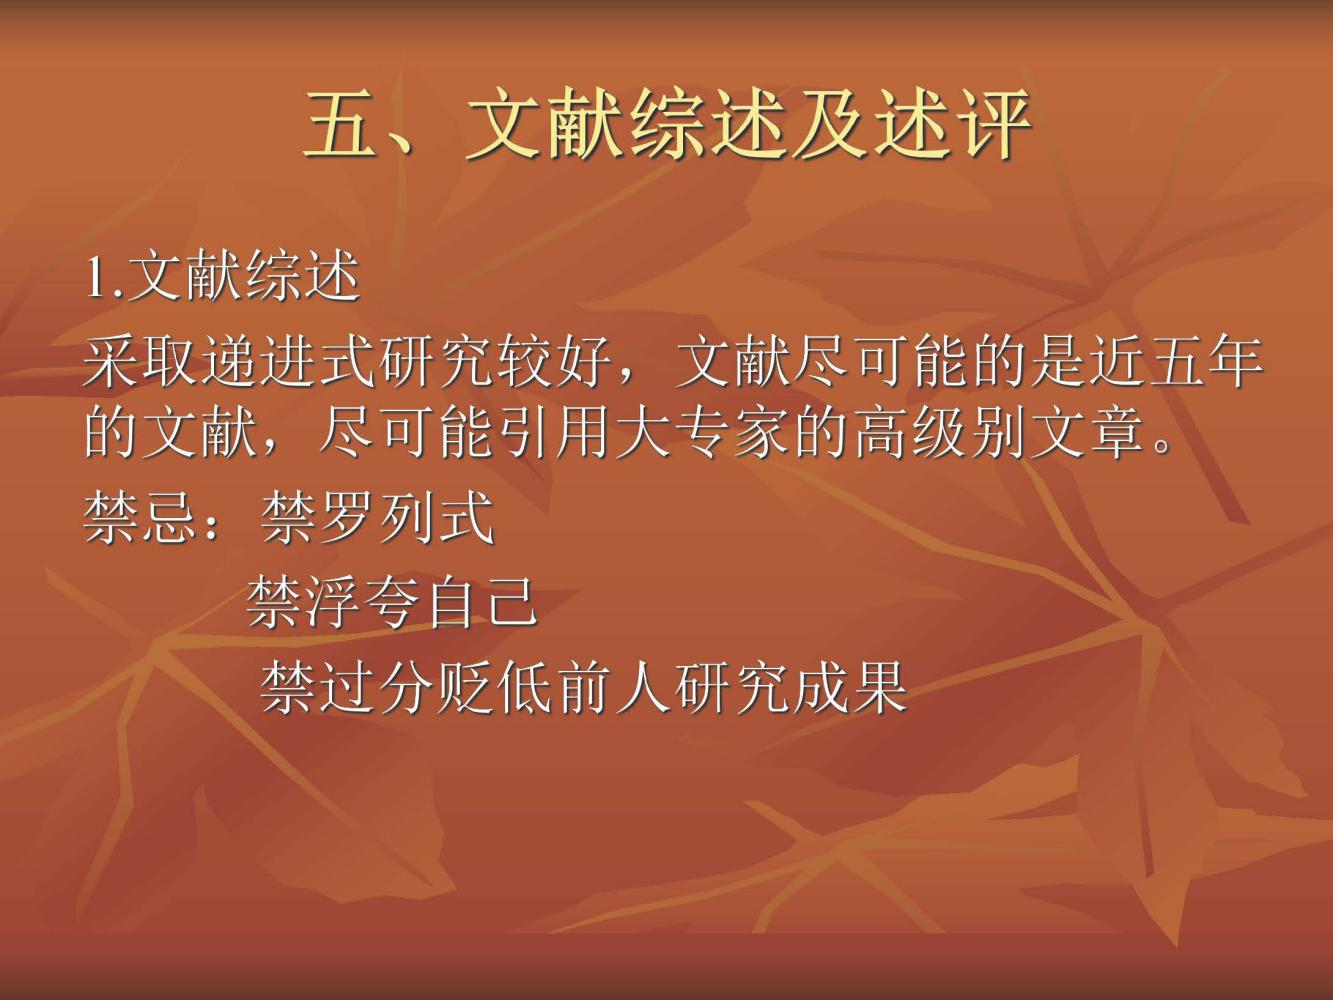 五、文献综述及述评
1.文献综述
采取递进式研究较好，文献尽可能的是近五年
的文献，尽可能引用大专家的高级别文章。
禁忌：禁罗列式
禁浮夸自己
禁过分贬低前人研究成果